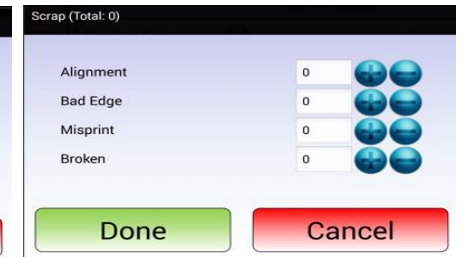 Scrap (Total: 0)
Alignment 0 + −
Bad Edge 0 + −
Misprint 0 + −
Broken 0 + −
Done Cancel